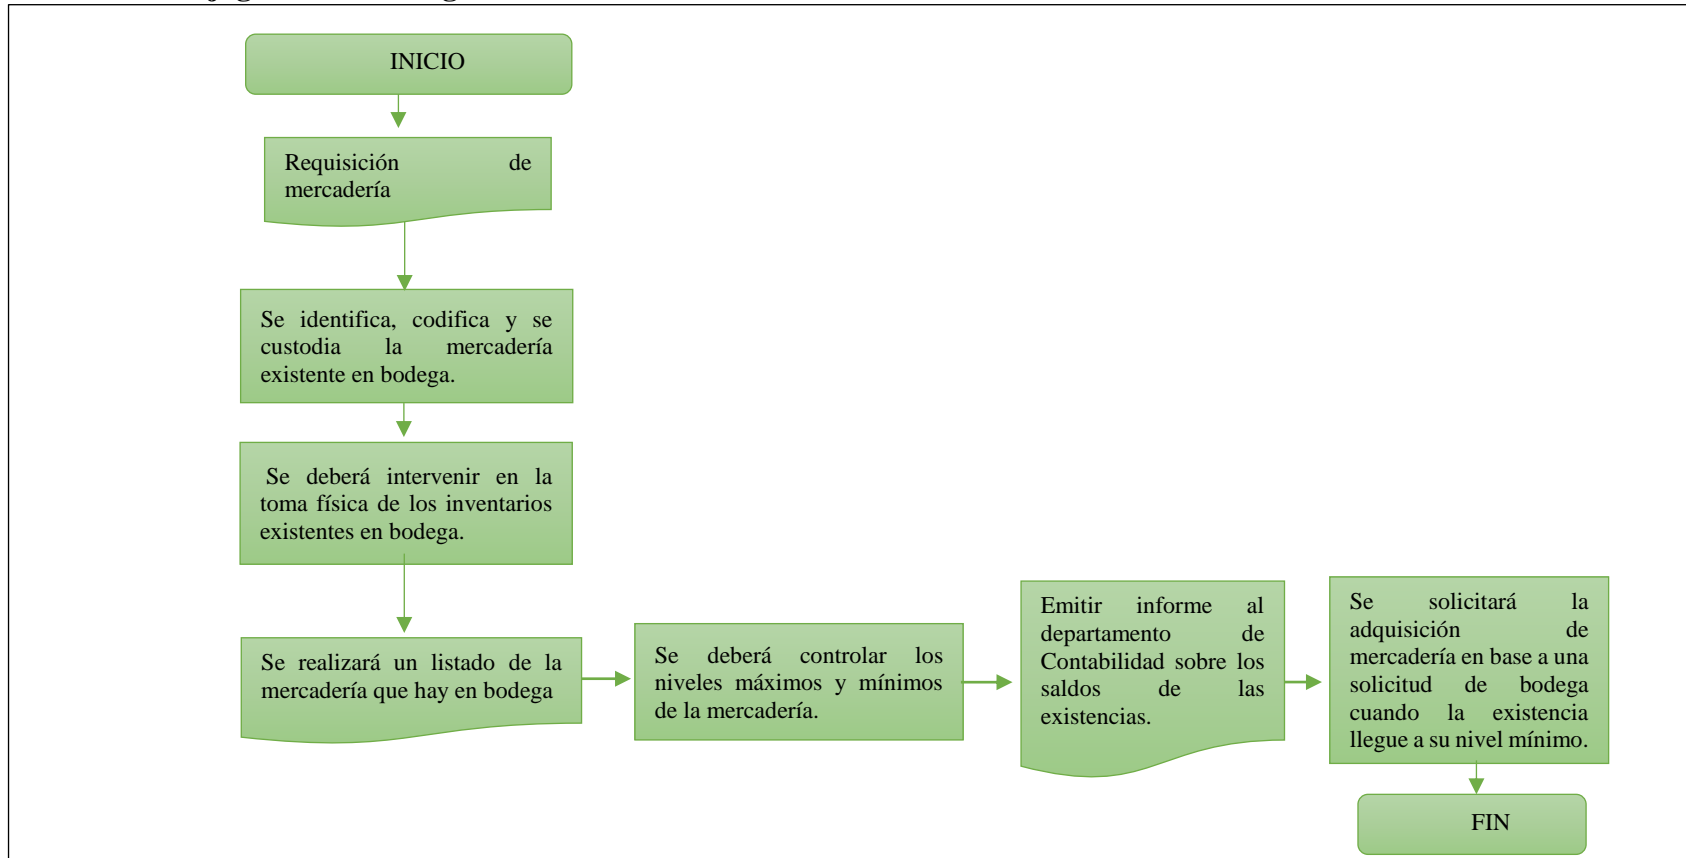 INICIO
Requisición de
mercadería
Se identifica, codifica y se
custodia la mercadería
existente en bodega.
Se deberá intervenir en la
toma física de los inventarios
existentes en bodega.
Se realizará un listado de la
mercadería que hay en bodega
Se deberá controlar los
niveles máximos y mínimos
de la mercadería.
Emitir informe al
departamento de
Contabilidad sobre los
saldos de las
existencias.
Se solicitará la
adquisición de
mercadería en base a una
solicitud de bodega
cuando la existencia
llegue a su nivel mínimo.
FIN